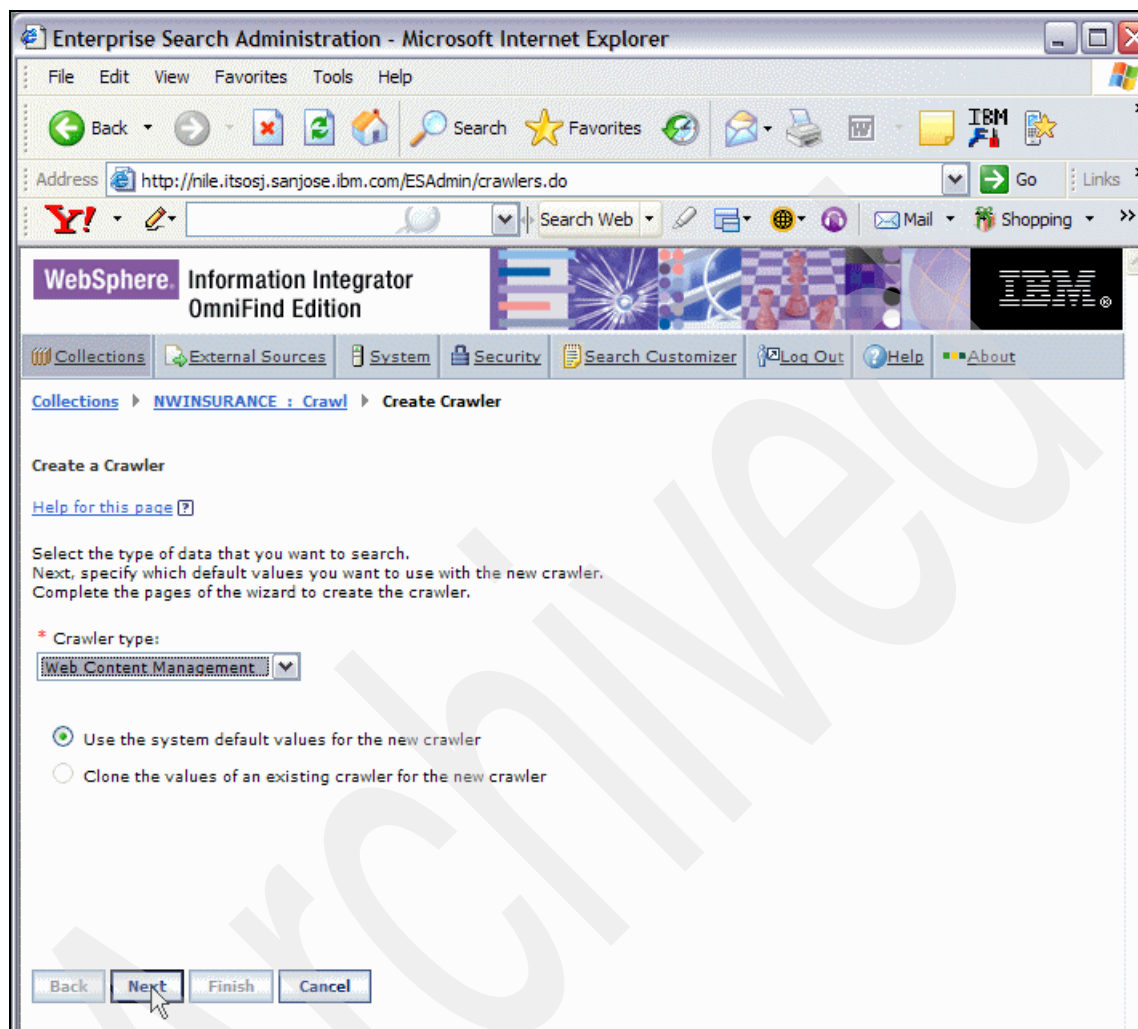 Enterprise Search Administration - Microsoft Internet Explorer
File Edit View Favorites Tools Help
Back Search Favorites IBM
Address http://nile.itsosj.sanjose.ibm.com/ESAdmin/crawlers.do Go Links
Y! Search Web Mail Shopping
WebSphere. Information Integrator
OmniFind Edition
IBM®
Collections External Sources System Security Search Customizer Log Out Help About
Collections NWINSURANCE : Crawl Create Crawler
Create a Crawler
Help for this page ?
Select the type of data that you want to search.
Next, specify which default values you want to use with the new crawler.
Complete the pages of the wizard to create the crawler.
* Crawler type:
Web Content Management
Use the system default values for the new crawler
Clone the values of an existing crawler for the new crawler
Back Next Finish Cancel
Archived